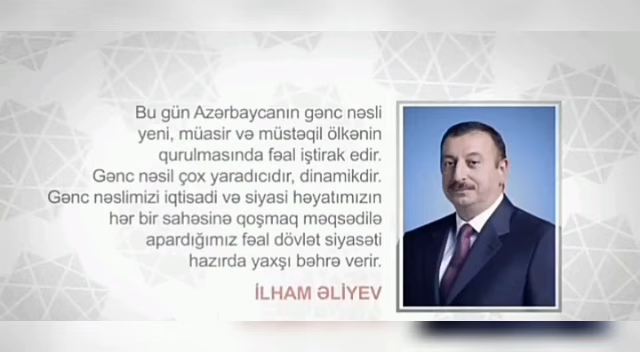 Bu gün Azərbaycanın gənc nəsli
yeni, müasir və müstəqil ölkənin
qurulmasında fəal iştirak edir.
Gənc nəsil çox yaradıcıdır, dinamikdir.
Gənc nəslimizi iqtisadi və siyasi həyatımızın
hər bir sahəsinə qoşmaq məqsədilə
apardığımız fəal dövlət siyasəti
hazırda yaxşı bəhrə verir.
İLHAM ƏLİYEV